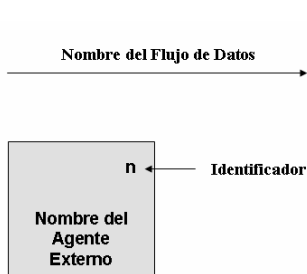 Nombre del Flujo de Datos
n
Identificador
Nombre del
Agente
Externo